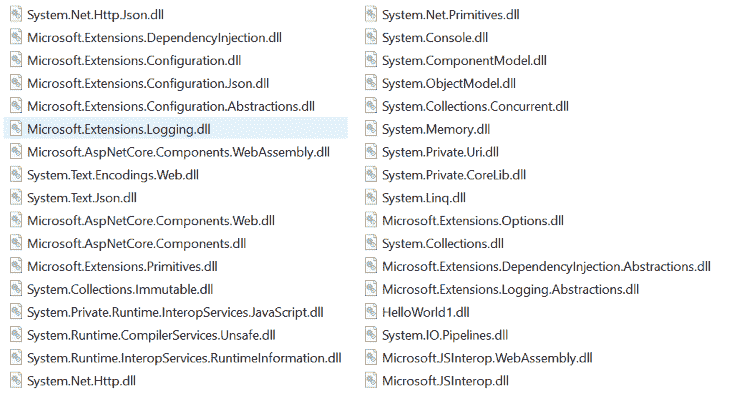 System.Net.Http.Json.dll
Microsoft.Extensions.DependencyInjection.dll
Microsoft.Extensions.Configuration.dll
Microsoft.Extensions.Configuration.Json.dll
Microsoft.Extensions.Configuration.Abstractions.dll
Microsoft.Extensions.Logging.dll
Microsoft.AspNetCore.Components.WebAssembly.dll
System.Text.Encodings.Web.dll
System.Text.Json.dll
Microsoft.AspNetCore.Components.Web.dll
Microsoft.AspNetCore.Components.dll
Microsoft.Extensions.Primitives.dll
System.Collections.Immutable.dll
System.Private.Runtime.InteropServices.JavaScript.dll
System.Runtime.CompilerServices.Unsafe.dll
System.Runtime.InteropServices.RuntimeInformation.dll
System.Net.Http.dll
System.Net.Primitives.dll
System.Console.dll
System.ComponentModel.dll
System.ObjectModel.dll
System.Collections.Concurrent.dll
System.Memory.dll
System.Private.Uri.dll
System.Private.CoreLib.dll
System.Linq.dll
Microsoft.Extensions.Options.dll
System.Collections.dll
Microsoft.Extensions.DependencyInjection.Abstractions.dll
Microsoft.Extensions.Logging.Abstractions.dll
HelloWorld1.dll
System.IO.Pipelines.dll
Microsoft.JSInterop.WebAssembly.dll
Microsoft.JSInterop.dll